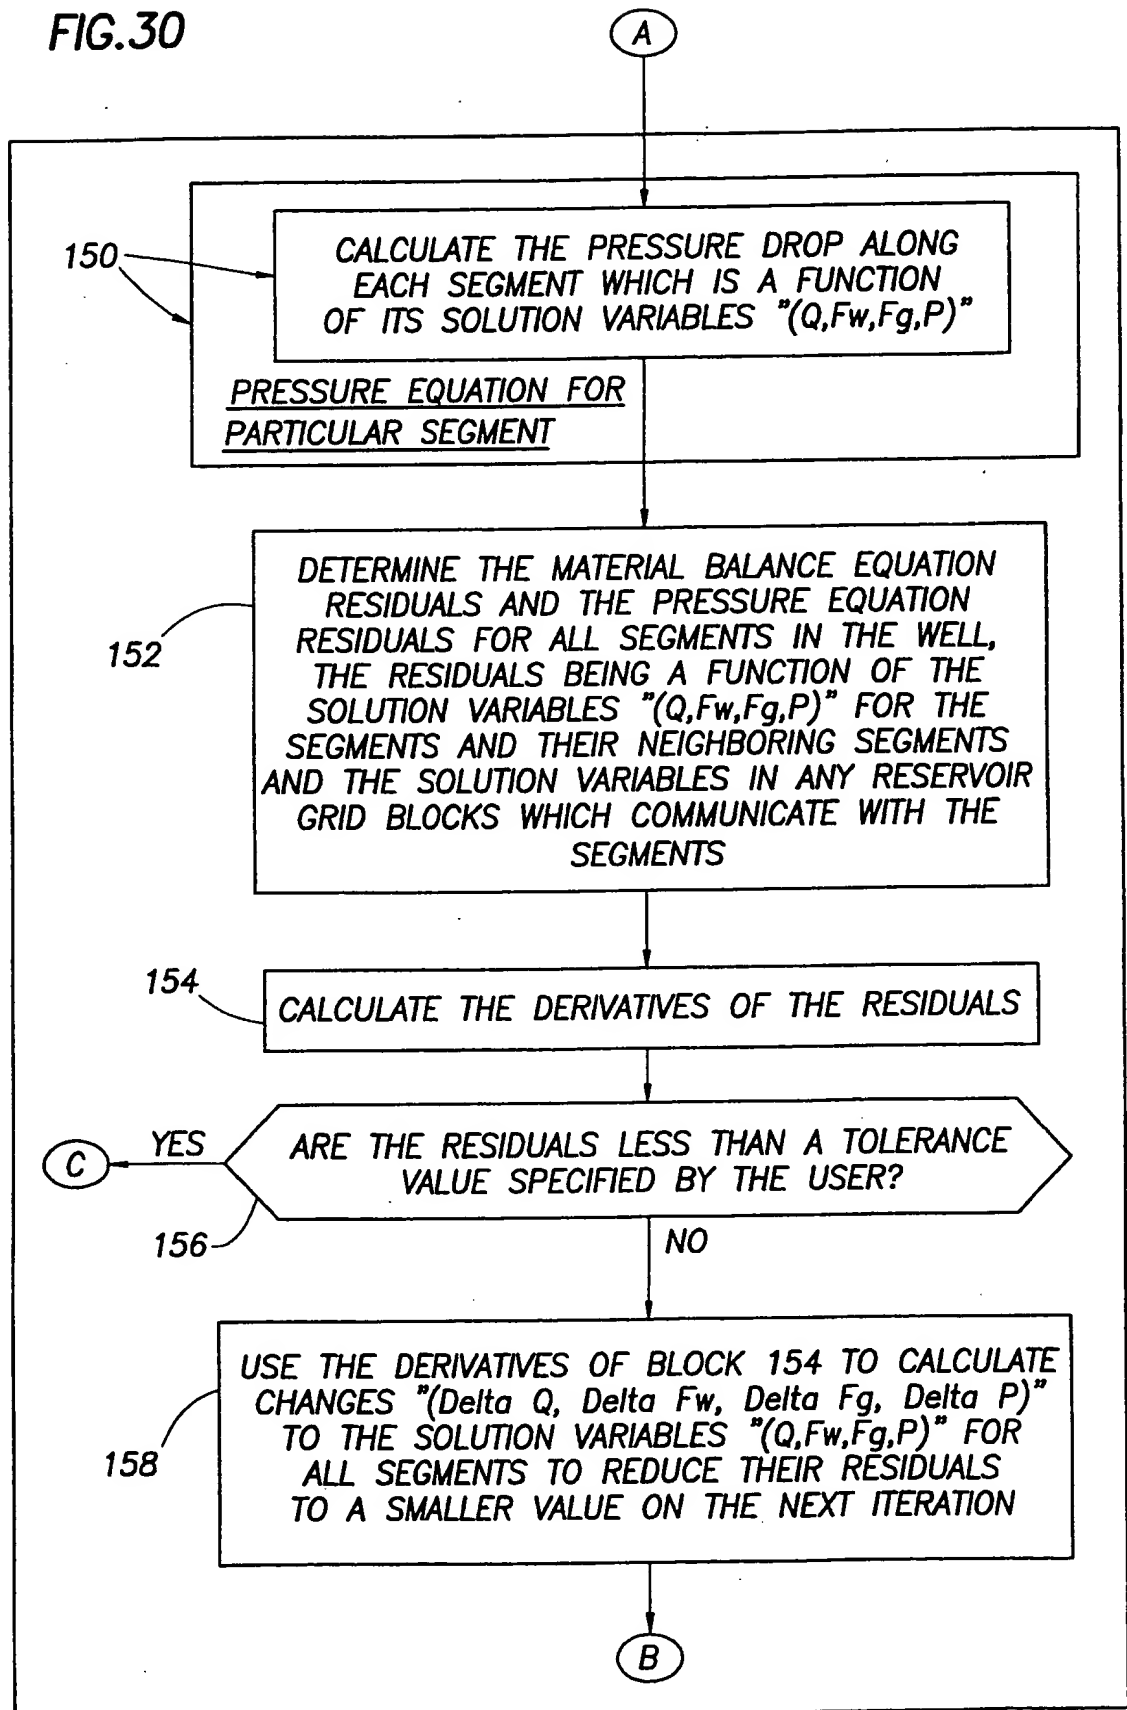 FIG.30
A
150
CALCULATE THE PRESSURE DROP ALONG
EACH SEGMENT WHICH IS A FUNCTION
OF ITS SOLUTION VARIABLES "(Q,Fw,Fg,P)"
PRESSURE EQUATION FOR
PARTICULAR SEGMENT
152
DETERMINE THE MATERIAL BALANCE EQUATION
RESIDUALS AND THE PRESSURE EQUATION
RESIDUALS FOR ALL SEGMENTS IN THE WELL,
THE RESIDUALS BEING A FUNCTION OF THE
SOLUTION VARIABLES "(Q,Fw,Fg,P)" FOR THE
SEGMENTS AND THEIR NEIGHBORING SEGMENTS
AND THE SOLUTION VARIABLES IN ANY RESERVOIR
GRID BLOCKS WHICH COMMUNICATE WITH THE
SEGMENTS
154
CALCULATE THE DERIVATIVES OF THE RESIDUALS
C
YES
ARE THE RESIDUALS LESS THAN A TOLERANCE
VALUE SPECIFIED BY THE USER?
156
NO
158
USE THE DERIVATIVES OF BLOCK 154 TO CALCULATE
CHANGES "(Delta Q, Delta Fw, Delta Fg, Delta P)"
TO THE SOLUTION VARIABLES "(Q,Fw,Fg,P)" FOR
ALL SEGMENTS TO REDUCE THEIR RESIDUALS
TO A SMALLER VALUE ON THE NEXT ITERATION
B